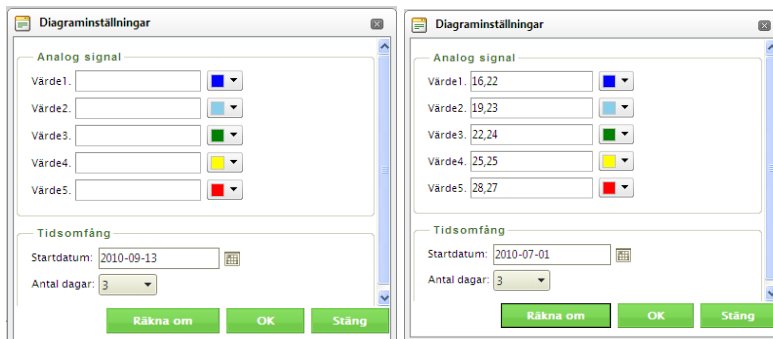 Diagraminställningar
Analog signal
Värde1.
Värde2.
Värde3.
Värde4.
Värde5.
Tidsomfång
Startdatum: 2010-09-13
Antal dagar: 3
Räkna om OK Stäng
Diagraminställningar
Analog signal
Värde1. 16,22
Värde2. 19,23
Värde3. 22,24
Värde4. 25,25
Värde5. 28,27
Tidsomfång
Startdatum: 2010-07-01
Antal dagar: 3
Räkna om OK Stäng